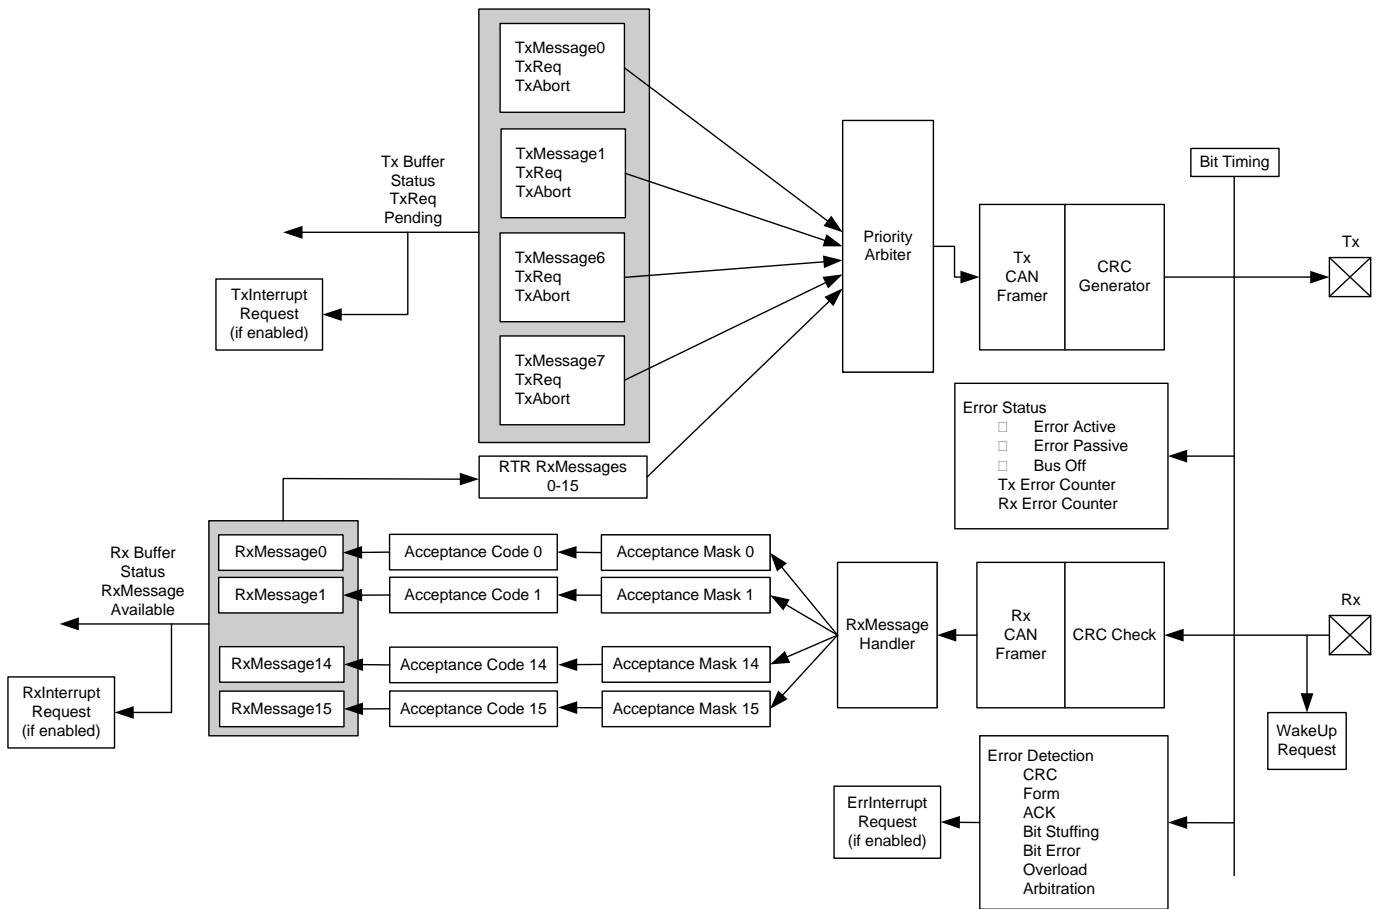 TxMessage0
TxReq
TxAbort
TxMessage1
TxReq
TxAbort
TxMessage6
TxReq
TxAbort
TxMessage7
TxReq
TxAbort
Tx Buffer
Status
TxReq
Pending
TxInterrupt
Request
(if enabled)
Priority
Arbiter
Tx
CAN
Framer
CRC
Generator
Bit Timing
Tx
Error Status
Error Active
Error Passive
Bus Off
Tx Error Counter
Rx Error Counter
RTR RxMessages
0-15
Rx Buffer
Status
RxMessage
Available
RxInterrupt
Request
(if enabled)
RxMessage0
Acceptance Code 0
Acceptance Mask 0
RxMessage1
Acceptance Code 1
Acceptance Mask 1
RxMessage14
Acceptance Code 14
Acceptance Mask 14
RxMessage15
Acceptance Code 15
Acceptance Mask 15
RxMessage
Handler
Rx
CAN
Framer
CRC Check
Rx
WakeUp
Request
ErrInterrupt
Request
(if enabled)
Error Detection
CRC
Form
ACK
Bit Stuffing
Bit Error
Overload
Arbitration